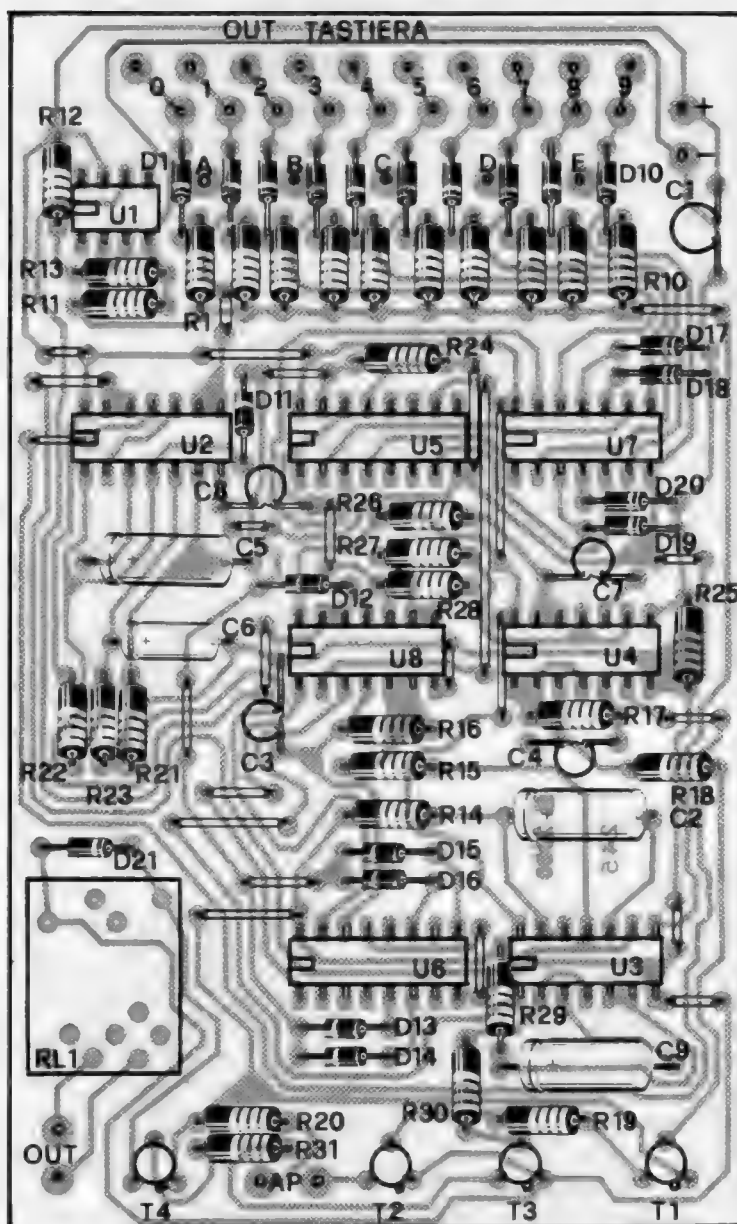 OUT TASTIERA
0 1 2 3 4 5 6 7 8 9
+
R12
D1 A B C D E D10
−
C1
U1
R13
R11
R1
R10
R24
D17
D18
D11
U2 U5 U7
C8
R26
D20
D19
R27
C5
D12
R28
C7
R25
C6
U8 U4
R16
R17
C3
R15
C4
R22
R21
R23
R18
R14
C2
D21
D15
D16
U6 U3
R29
D13
RL1
D14
C9
R30
R20
R19
OUT
R31
AP
T4 T2 T3 T1